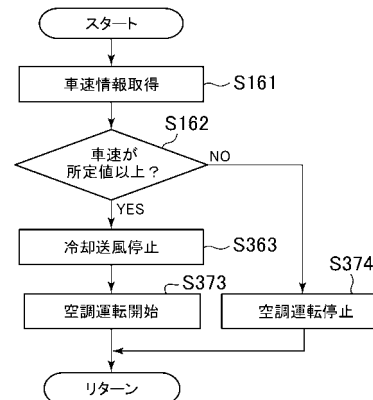 スタート
車速情報取得
S161
S162
車速が
所定値以上？
NO
YES
冷却送風停止
S363
S373
S374
空調運転開始
空調運転停止
リターン